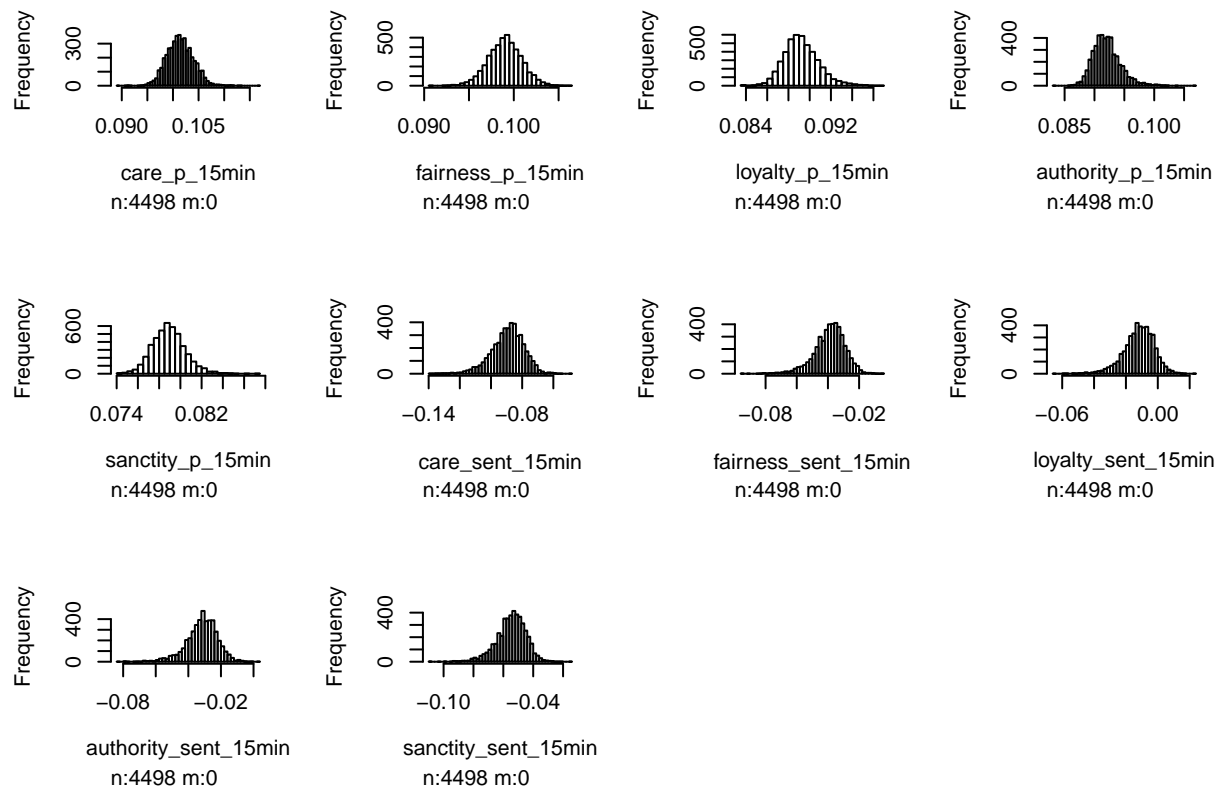 Frequency
0 300
0.090 0.105
care_p_15min
n:4498 m:0
Frequency
0 500
0.090 0.100
fairness_p_15min
n:4498 m:0
Frequency
0 500
0.084 0.092
loyalty_p_15min
n:4498 m:0
Frequency
0 400
0.085 0.100
authority_p_15min
n:4498 m:0
Frequency
0 600
0.074 0.082
sanctity_p_15min
n:4498 m:0
Frequency
0 400
−0.14 −0.08
care_sent_15min
n:4498 m:0
Frequency
0 400
−0.08 −0.02
fairness_sent_15min
n:4498 m:0
Frequency
0 400
−0.06 0.00
loyalty_sent_15min
n:4498 m:0
Frequency
0 400
−0.08 −0.02
authority_sent_15min
n:4498 m:0
Frequency
0 400
−0.10 −0.04
sanctity_sent_15min
n:4498 m:0